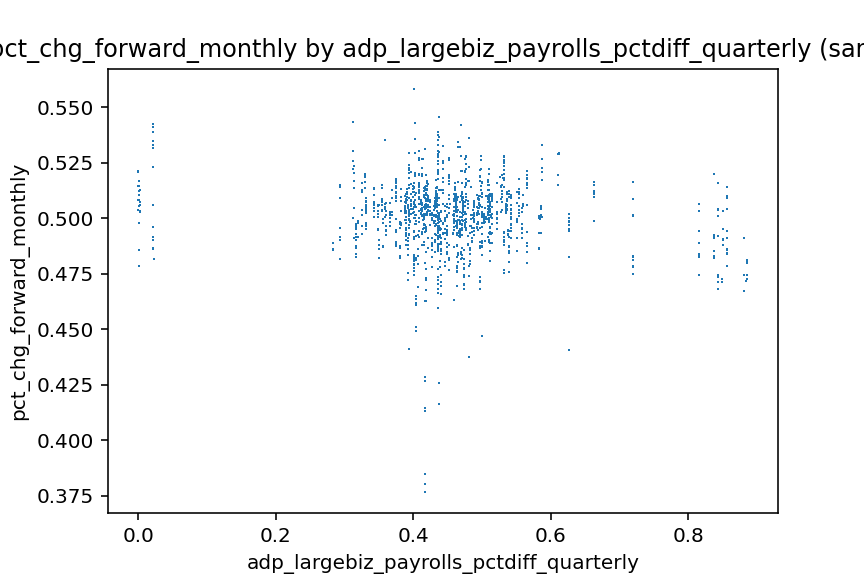 pct_chg_forward_monthly by adp_largebiz_payrolls_pctdiff_quarterly (sam
0.550
0.525
0.500
0.475
0.450
0.425
0.400
0.375
pct_chg_forward_monthly
0.0 0.2 0.4 0.6 0.8
adp_largebiz_payrolls_pctdiff_quarterly